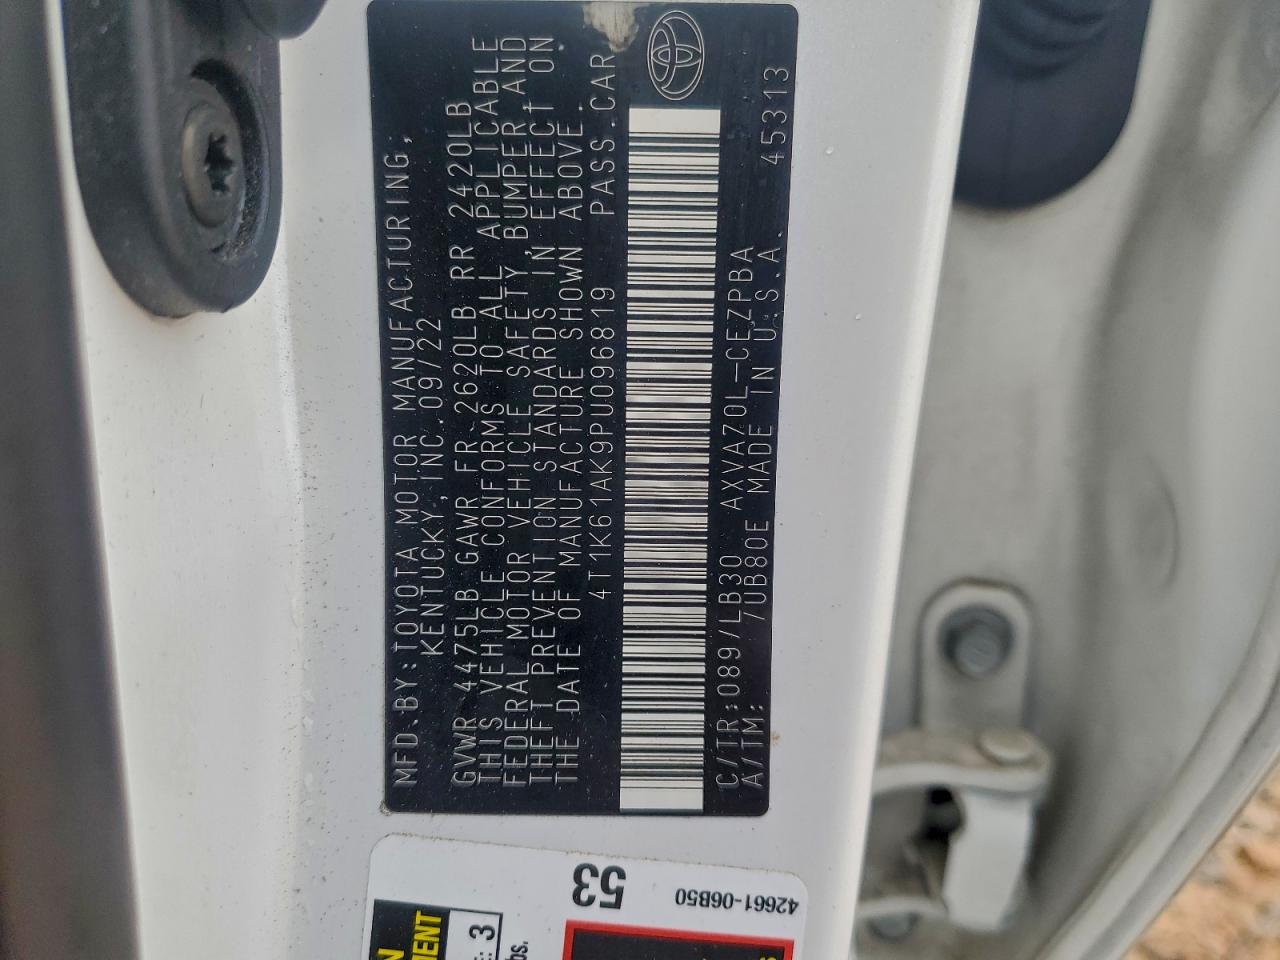 MFD.BY:TOYOTA MOTOR MANUFACTURING,
KENTUCKY, INC. 09/22
GVWR 4475LB GAWR FR 2620LB RR 2420LB
THIS VEHICLE CONFORMS TO ALL APPLICABLE
FEDERAL MOTOR VEHICLE SAFETY, BUMPER, AND
THEFT PREVENTION STANDARDS IN EFFECT ON
THE DATE OF MANUFACTURE SHOWN ABOVE.
4T1K61AK9PU096819 PASS.CAR
C/TR:089/LB30 AXVA70L-CEZPBA
A/TM: /UB80E MADE IN U.S.A. 45313
53
42661-06B50
3